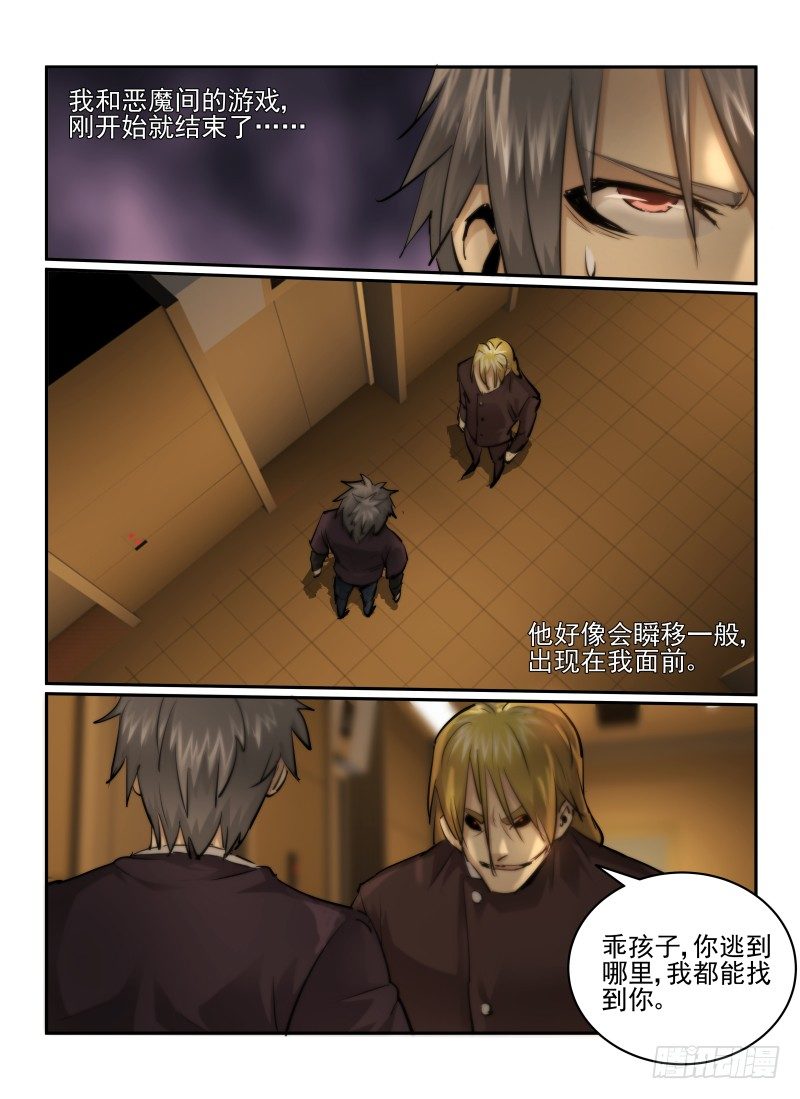 我和恶魔间的游戏，
刚开始就结束了……
他好像会瞬移一般，
出现在我面前。
乖孩子，你逃到
哪里，我都能找
到你。
腾讯动漫